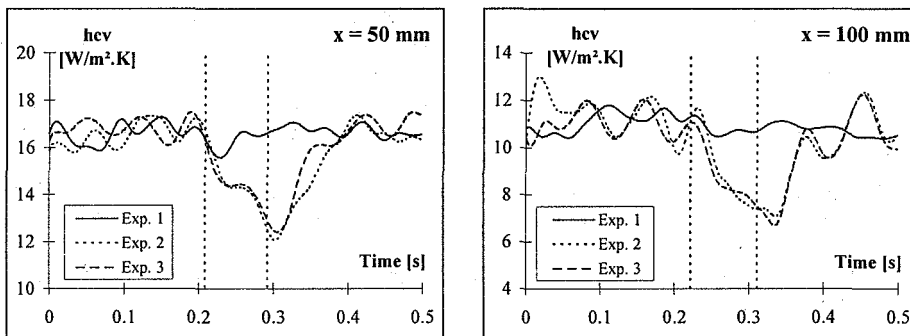 hcv
[W/m².K]
x = 50 mm
20
18
16
14
12
10
Exp. 1
Exp. 2
Exp. 3
Time [s]
0
0.1
0.2
0.3
0.4
0.5
hcv
[W/m².K]
x = 100 mm
14
12
10
8
6
4
Exp. 1
Exp. 2
Exp. 3
Time [s]
0
0.1
0.2
0.3
0.4
0.5